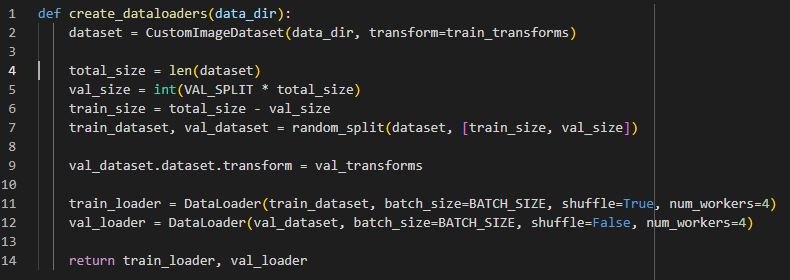 1 def create_dataloaders(data_dir):
2     dataset = CustomImageDataset(data_dir, transform=train_transforms)
3
4     total_size = len(dataset)
5     val_size = int(VAL_SPLIT * total_size)
6     train_size = total_size - val_size
7     train_dataset, val_dataset = random_split(dataset, [train_size, val_size])
8
9     val_dataset.dataset.transform = val_transforms
10
11     train_loader = DataLoader(train_dataset, batch_size=BATCH_SIZE, shuffle=True, num_workers=4)
12     val_loader = DataLoader(val_dataset, batch_size=BATCH_SIZE, shuffle=False, num_workers=4)
13
14     return train_loader, val_loader